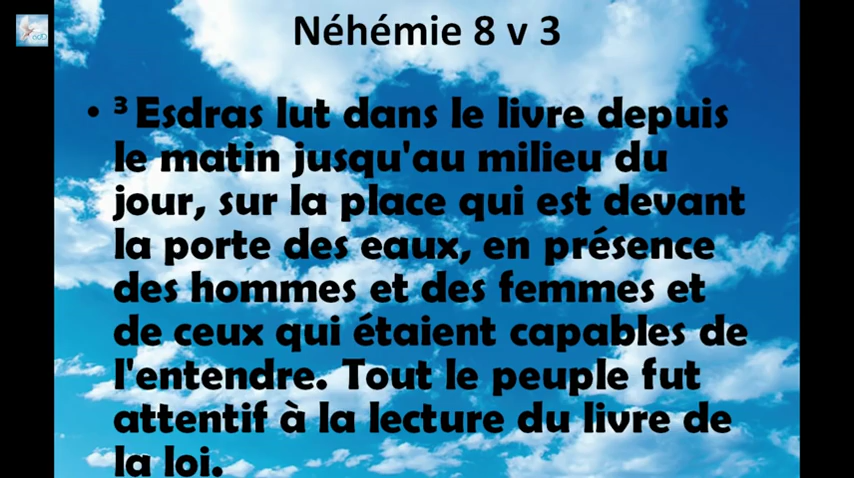 Néhémie 8 v 3
• ³ Esdras lut dans le livre depuis
le matin jusqu'au milieu du
jour, sur la place qui est devant
la porte des eaux, en présence
des hommes et des femmes et
de ceux qui étaient capables de
l'entendre. Tout le peuple fut
attentif à la lecture du livre de
la loi.